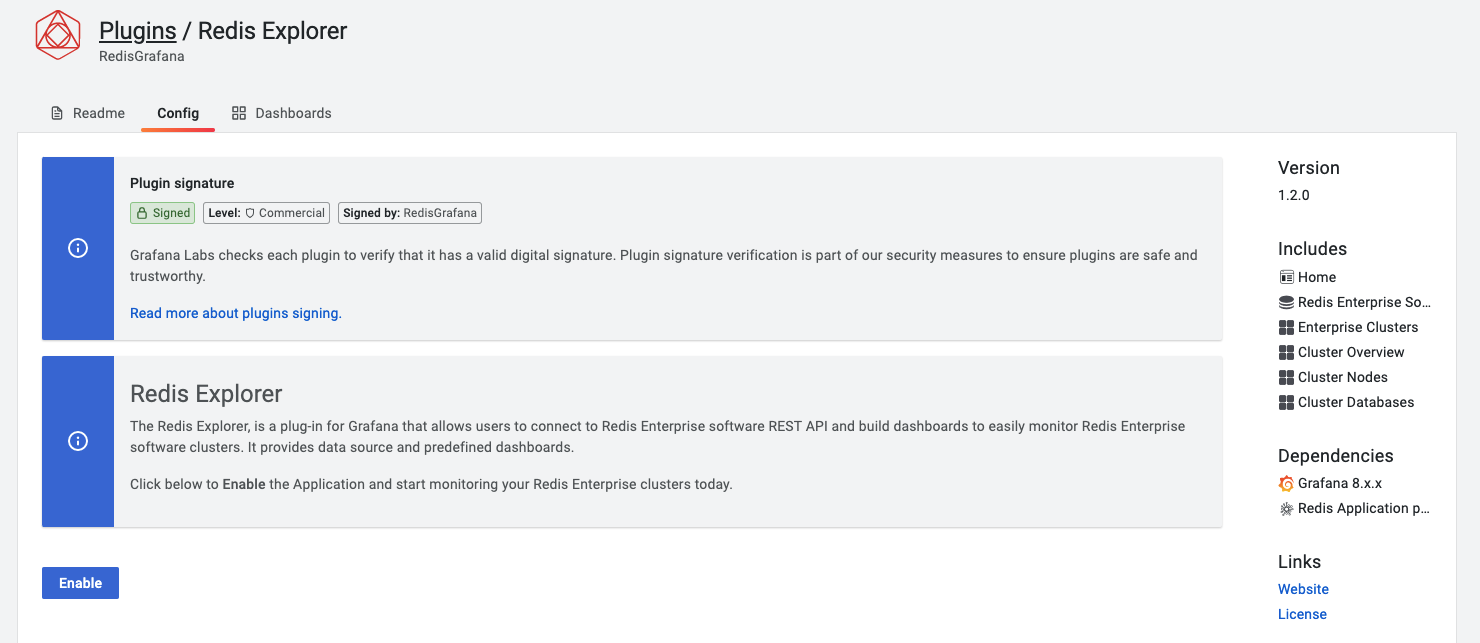 Plugins / Redis Explorer
RedisGrafana
Readme
Config
Dashboards
Plugin signature
Signed
Level: Commercial
Signed by: RedisGrafana
Grafana Labs checks each plugin to verify that it has a valid digital signature. Plugin signature verification is part of our security measures to ensure plugins are safe and
trustworthy.
Read more about plugins signing.
Redis Explorer
The Redis Explorer, is a plug-in for Grafana that allows users to connect to Redis Enterprise software REST API and build dashboards to easily monitor Redis Enterprise
software clusters. It provides data source and predefined dashboards.
Click below to Enable the Application and start monitoring your Redis Enterprise clusters today.
Enable
Version
1.2.0
Includes
Home
Redis Enterprise So...
Enterprise Clusters
Cluster Overview
Cluster Nodes
Cluster Databases
Dependencies
Grafana 8.x.x
Redis Application p...
Links
Website
License